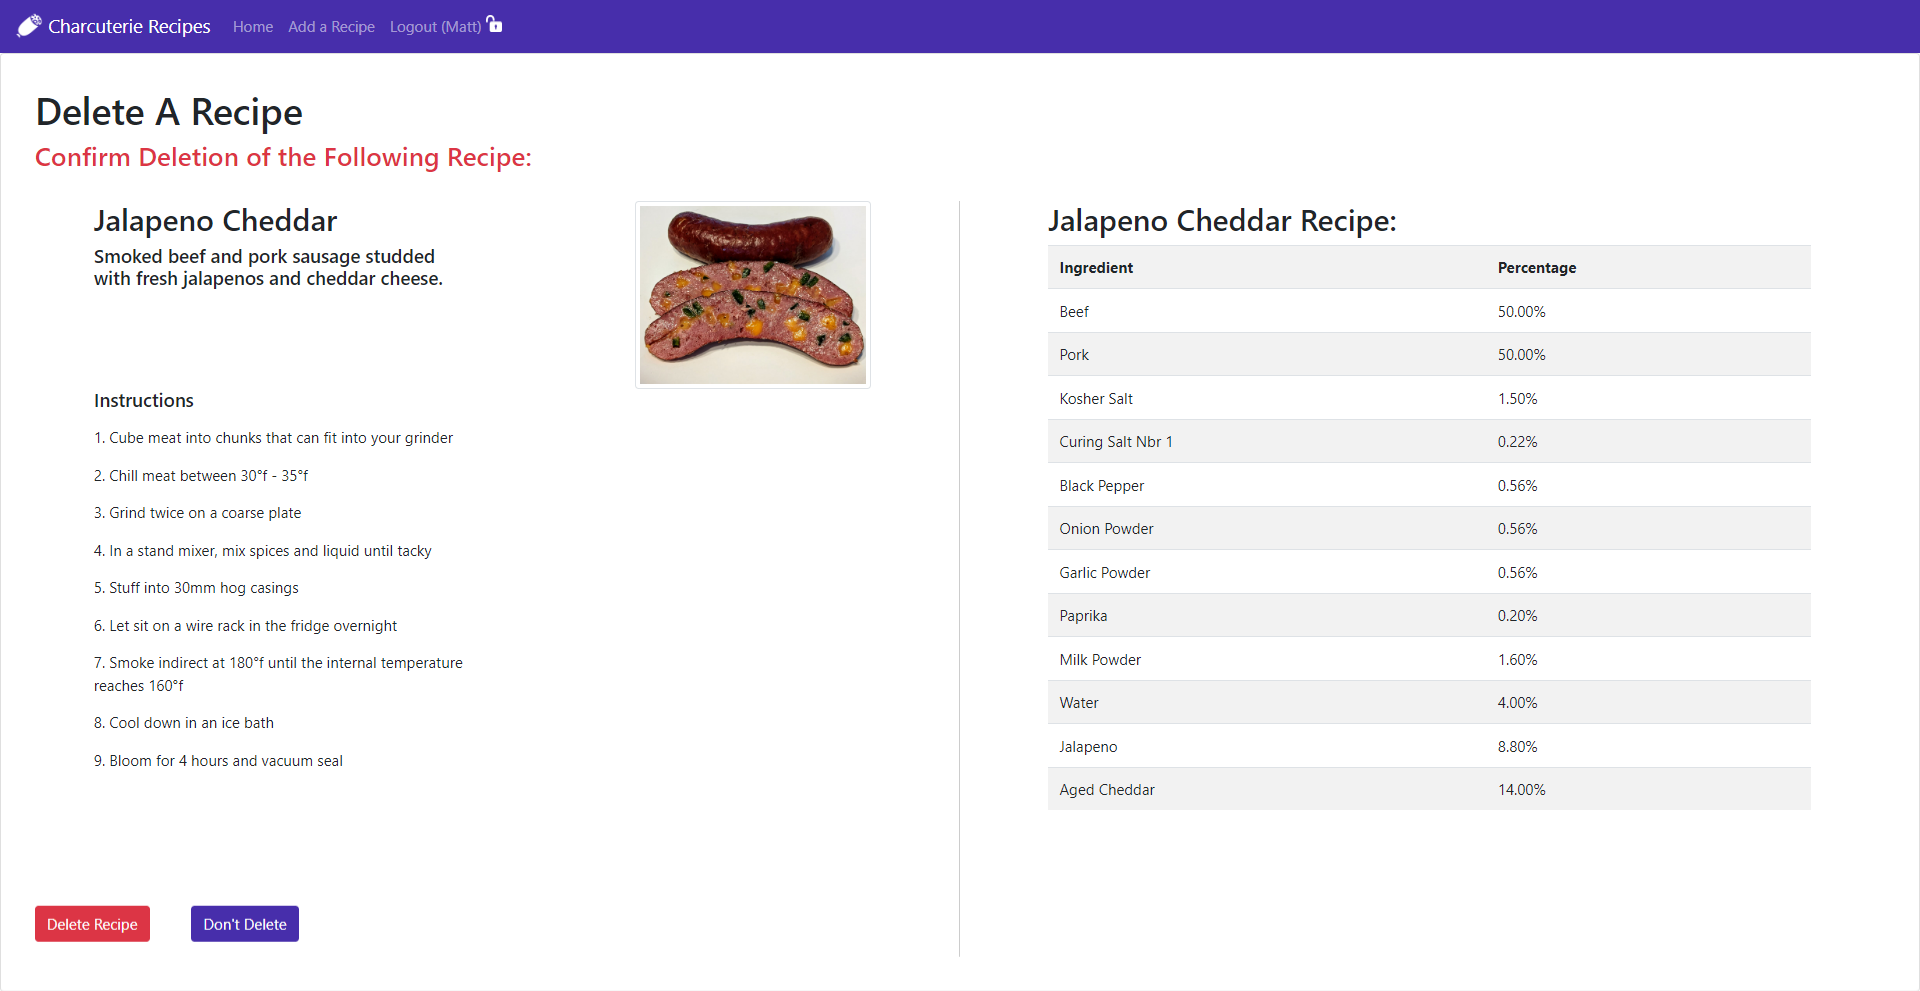 Charcuterie Recipes Home Add a Recipe Logout (Matt)
Delete A Recipe
Confirm Deletion of the Following Recipe:
Jalapeno Cheddar
Smoked beef and pork sausage studded
with fresh jalapenos and cheddar cheese.
Instructions
1. Cube meat into chunks that can fit into your grinder
2. Chill meat between 30°f - 35°f
3. Grind twice on a coarse plate
4. In a stand mixer, mix spices and liquid until tacky
5. Stuff into 30mm hog casings
6. Let sit on a wire rack in the fridge overnight
7. Smoke indirect at 180°f until the internal temperature
reaches 160°f
8. Cool down in an ice bath
9. Bloom for 4 hours and vacuum seal
Jalapeno Cheddar Recipe:
Ingredient Percentage
Beef 50.00%
Pork 50.00%
Kosher Salt 1.50%
Curing Salt Nbr 1 0.22%
Black Pepper 0.56%
Onion Powder 0.56%
Garlic Powder 0.56%
Paprika 0.20%
Milk Powder 1.60%
Water 4.00%
Jalapeno 8.80%
Aged Cheddar 14.00%
Delete Recipe Don't Delete